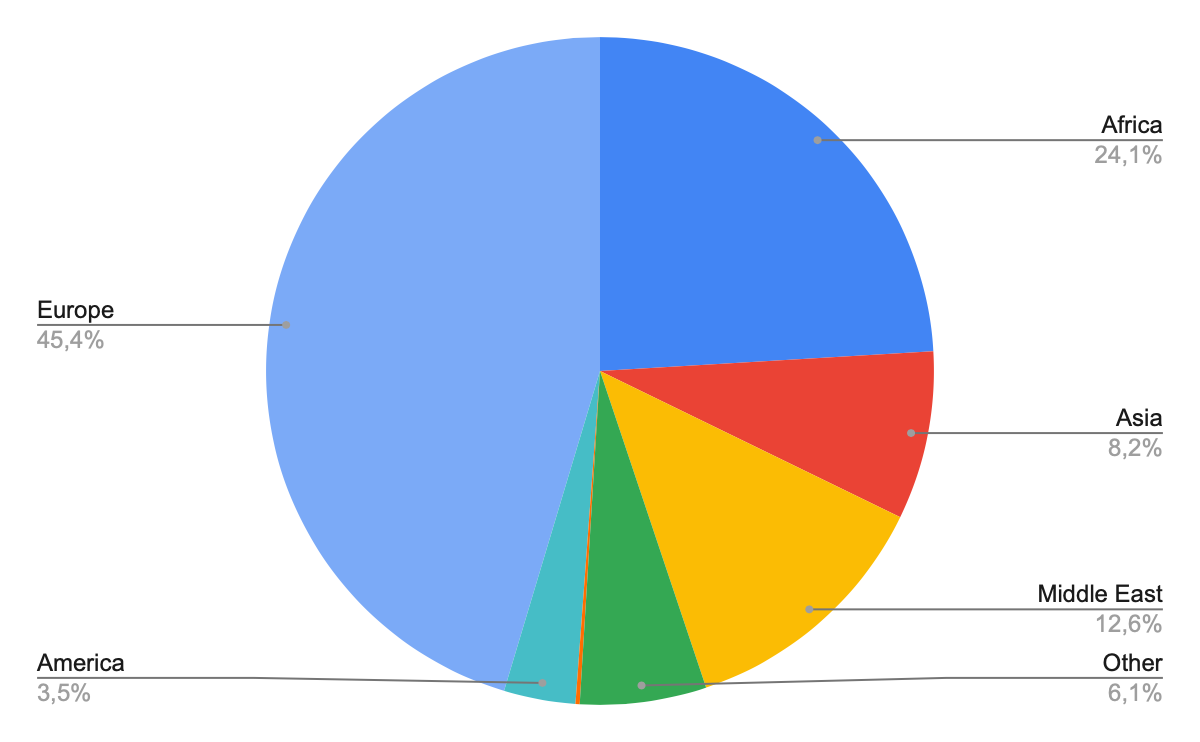 Africa
24,1%
Europe
45,4%
Asia
8,2%
Middle East
12,6%
America
3,5%
Other
6,1%